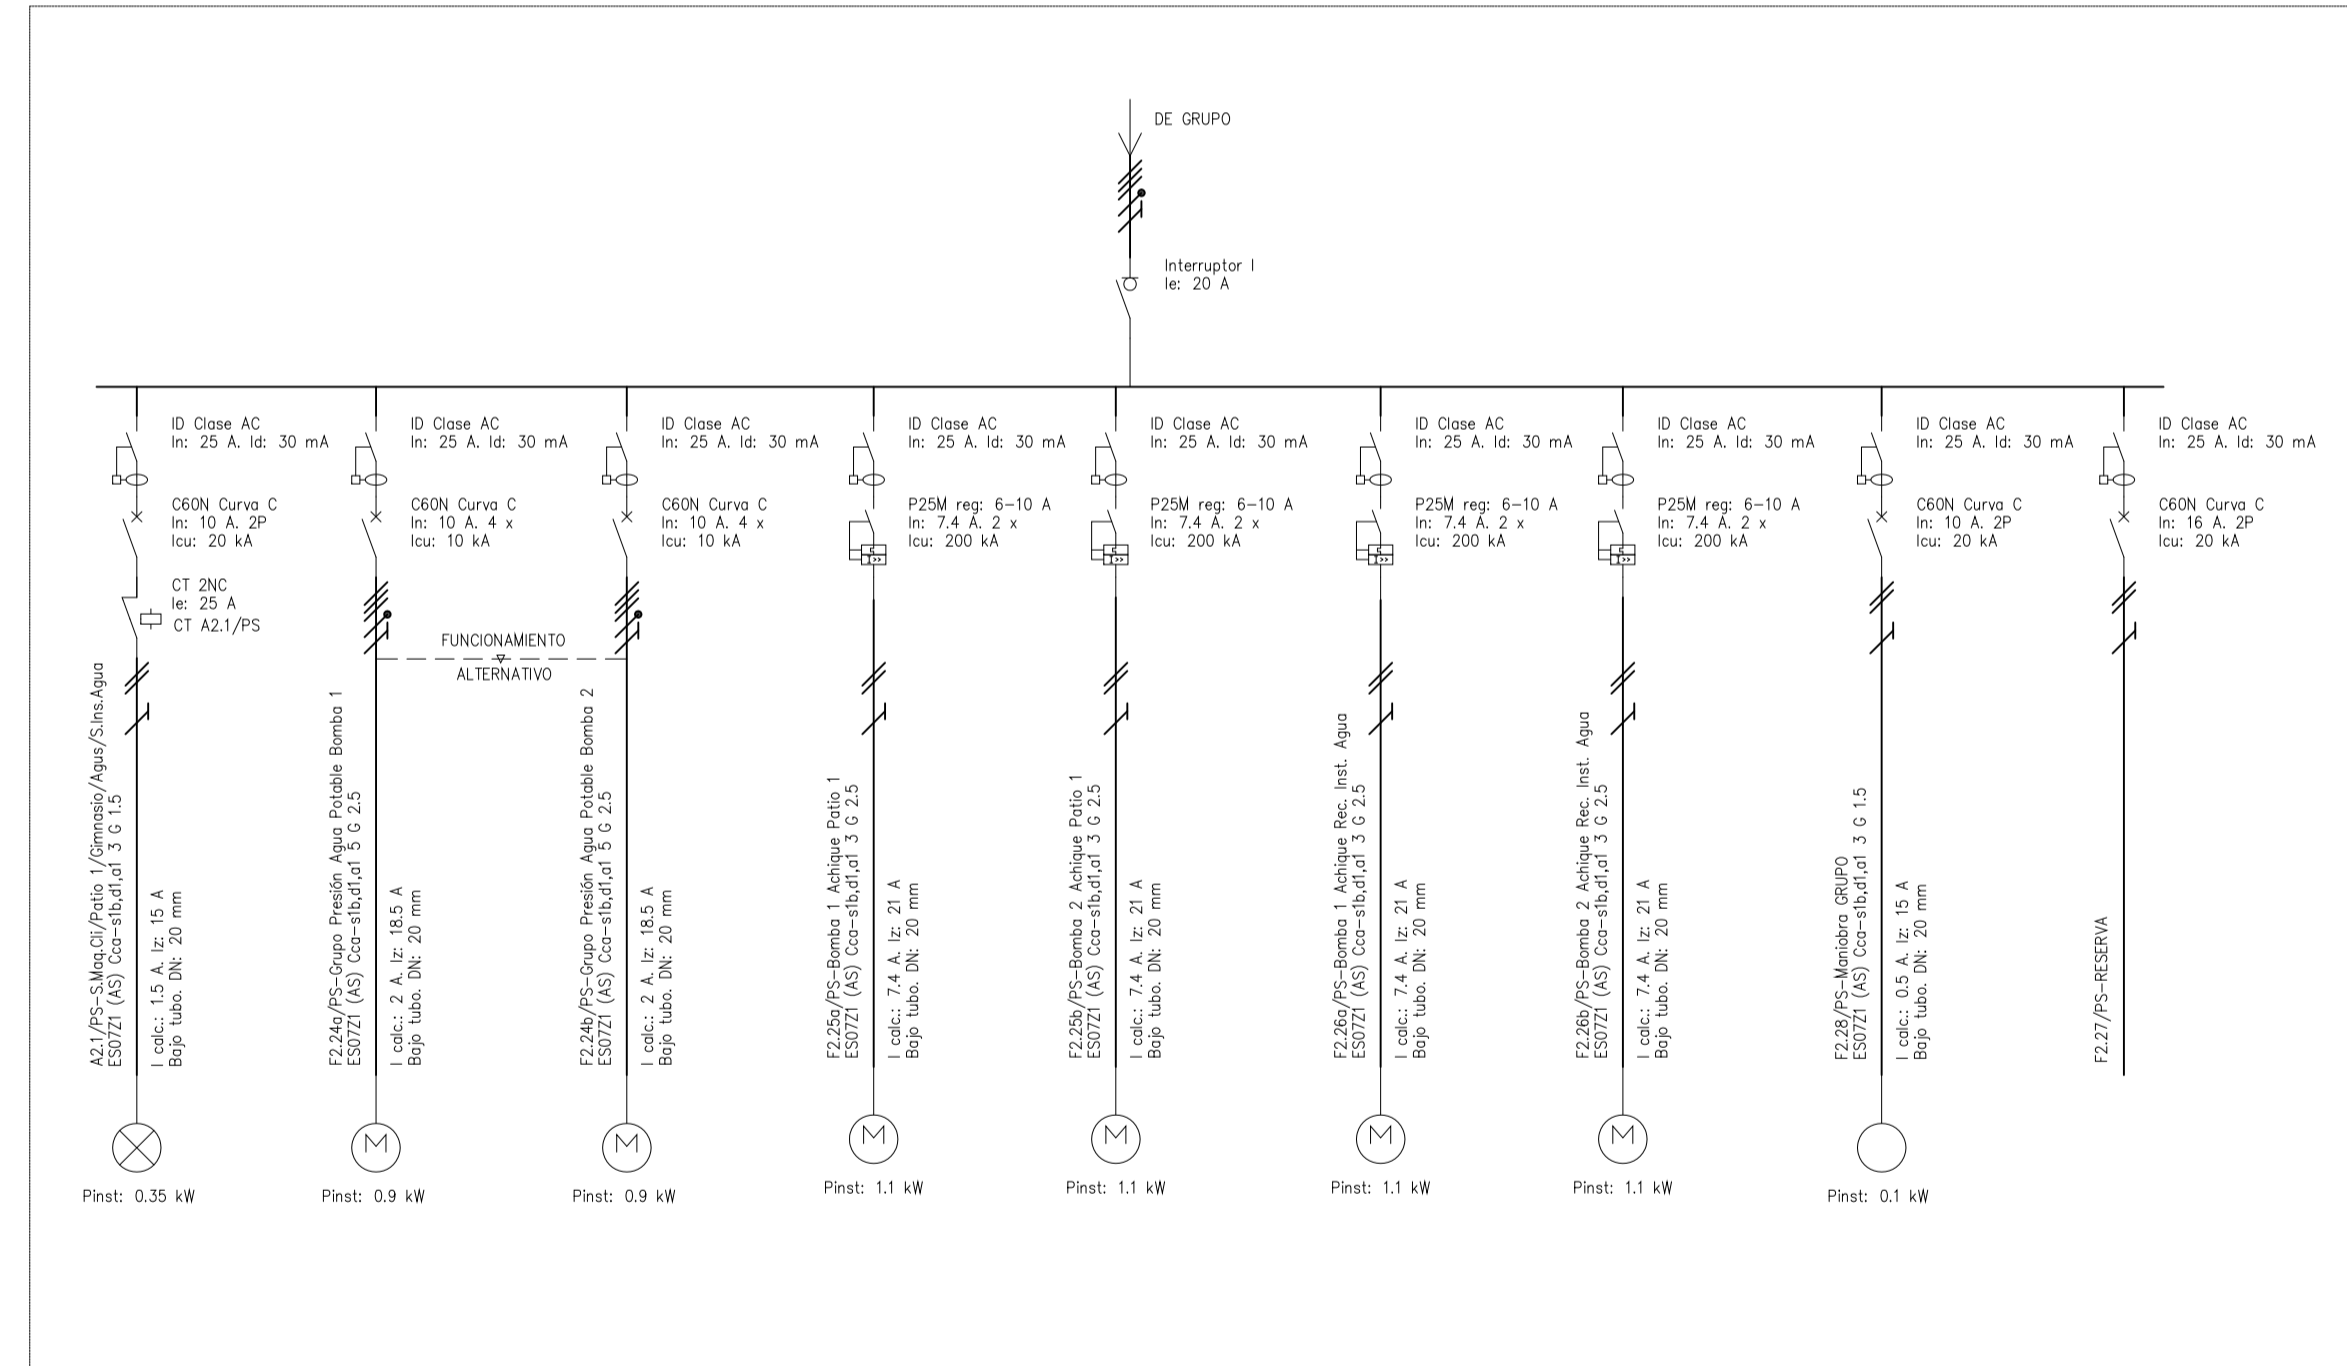 DE GRUPO
Interruptor I
Ie: 20 A
ID Clase AC
In: 25 A. Id: 30 mA
C60N Curva C
In: 10 A. 2P
Icu: 20 kA
CT 2NC
Ie: 25 A
CT A2.1/PS
A2.1/PS-S.Maq.Cli/Patio 1/Gimnasio/Agus/S.Ins.Agua
ES07Z1 (AS) Cca-s1b,d1,a1 3 G 1.5
I calc.: 1.5 A. Iz: 15 A
Bajo tubo. DN: 20 mm
Pinst: 0.35 kW
ID Clase AC
In: 25 A. Id: 30 mA
C60N Curva C
In: 10 A. 4 x
Icu: 10 kA
F2.24a/PS-Grupo Presión Agua Potable Bomba 1
ES07Z1 (AS) Cca-s1b,d1,a1 5 G 2.5
I calc.: 2 A. Iz: 18.5 A
Bajo tubo. DN: 20 mm
Pinst: 0.9 kW
FUNCIONAMIENTO
ALTERNATIVO
ID Clase AC
In: 25 A. Id: 30 mA
C60N Curva C
In: 10 A. 4 x
Icu: 10 kA
F2.24b/PS-Grupo Presión Agua Potable Bomba 2
ES07Z1 (AS) Cca-s1b,d1,a1 5 G 2.5
I calc.: 2 A. Iz: 18.5 A
Bajo tubo. DN: 20 mm
M
M
Pinst: 0.9 kW
ID Clase AC
In: 25 A. Id: 30 mA
P25M reg: 6-10 A
In: 7.4 A. 2 x
Icu: 200 kA
F2.25a/PS-Bomba 1 Achique Patio 1
ES07Z1 (AS) Cca-s1b,d1,a1 3 G 2.5
I calc.: 7.4 A. Iz: 21 A
Bajo tubo. DN: 20 mm
M
Pinst: 1.1 kW
ID Clase AC
In: 25 A. Id: 30 mA
P25M reg: 6-10 A
In: 7.4 A. 2 x
Icu: 200 kA
F2.25b/PS-Bomba 2 Achique Patio 1
ES07Z1 (AS) Cca-s1b,d1,a1 3 G 2.5
I calc.: 7.4 A. Iz: 21 A
Bajo tubo. DN: 20 mm
M
Pinst: 1.1 kW
ID Clase AC
In: 25 A. Id: 30 mA
P25M reg: 6-10 A
In: 7.4 A. 2 x
Icu: 200 kA
F2.26a/PS-Bomba 1 Achique Rec. Inst. Agua
ES07Z1 (AS) Cca-s1b,d1,a1 3 G 2.5
I calc.: 7.4 A. Iz: 21 A
Bajo tubo. DN: 20 mm
M
Pinst: 1.1 kW
ID Clase AC
In: 25 A. Id: 30 mA
P25M reg: 6-10 A
In: 7.4 A. 2 x
Icu: 200 kA
F2.26b/PS-Bomba 2 Achique Rec. Inst. Agua
ES07Z1 (AS) Cca-s1b,d1,a1 3 G 2.5
I calc.: 7.4 A. Iz: 21 A
Bajo tubo. DN: 20 mm
M
Pinst: 1.1 kW
ID Clase AC
In: 25 A. Id: 30 mA
C60N Curva C
In: 10 A. 2P
Icu: 20 kA
F2.28/PS-Maniobra GRUPO
ES07Z1 (AS) Cca-s1b,d1,a1 3 G 1.5
I calc.: 0.5 A. Iz: 15 A
Bajo tubo. DN: 20 mm
Pinst: 0.1 kW
ID Clase AC
In: 25 A. Id: 30 mA
C60N Curva C
In: 16 A. 2P
Icu: 20 kA
F2.27/PS-RESERVA